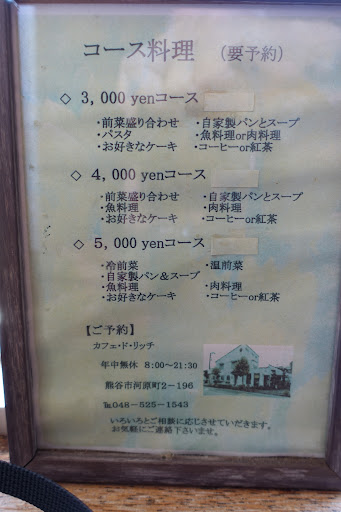 コース料理 (要予約)
◇ 3,000 yenコース
・前菜盛り合わせ ・自家製パンとスープ
・パスタ ・魚料理or肉料理
・お好きなケーキ ・コーヒーor紅茶
◇ 4,000 yenコース
・前菜盛り合わせ ・自家製パンとスープ
・魚料理 ・肉料理
・お好きなケーキ ・コーヒーor紅茶
◇ 5,000 yenコース
・冷前菜 ・温前菜
・自家製パン&スープ
・魚料理 ・肉料理
・お好きなケーキ ・コーヒーor紅茶
【ご予約】
カフェ・ド・リッチ
年中無休 8:00~21:30
熊谷市河原町2-196
℡048-525-1543
いろいろとご相談に応じさせていだきます。
お気軽にご連絡下さいませ。